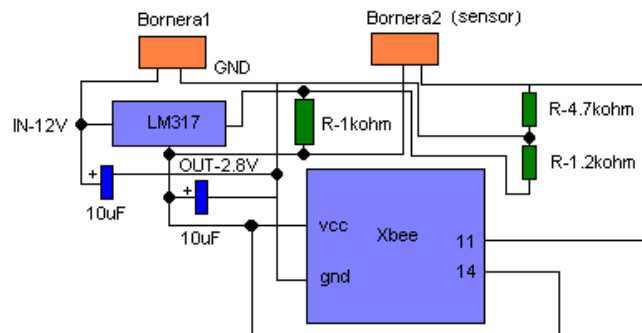 Bornera1
Bornera2 (sensor)
GND
IN-12V
LM317
R-1kohm
R-4.7kohm
OUT-2.8V
R-1.2kohm
+
10uF
+
10uF
vcc
Xbee
11
14
gnd